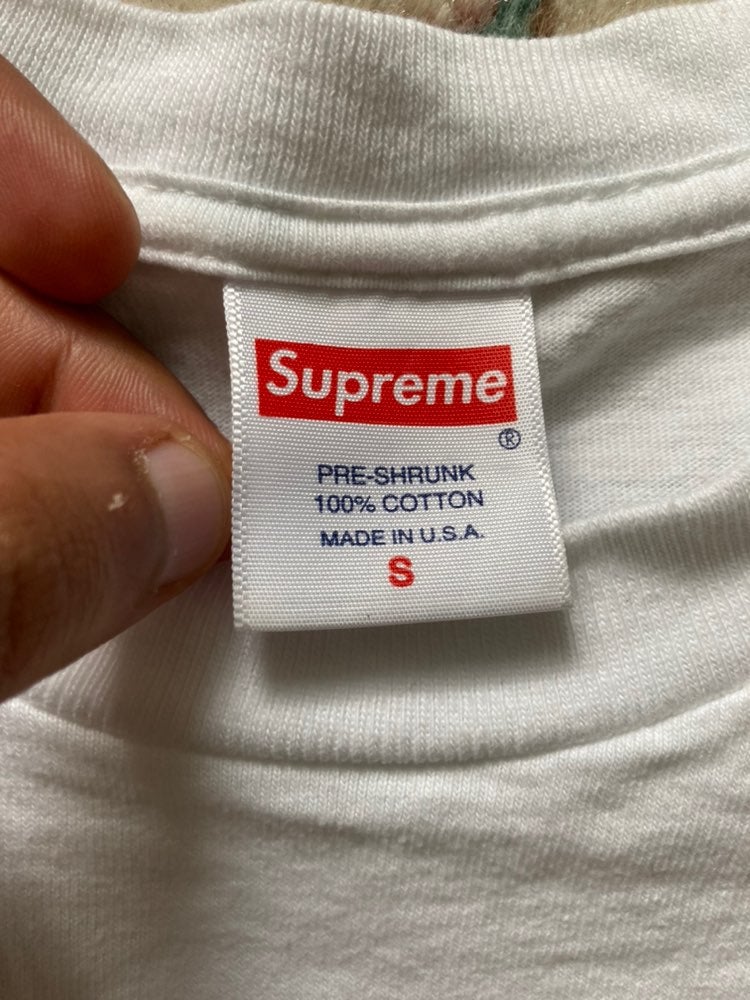 Supreme
®
PRE-SHRUNK
100% COTTON
MADE IN U.S.A.
S